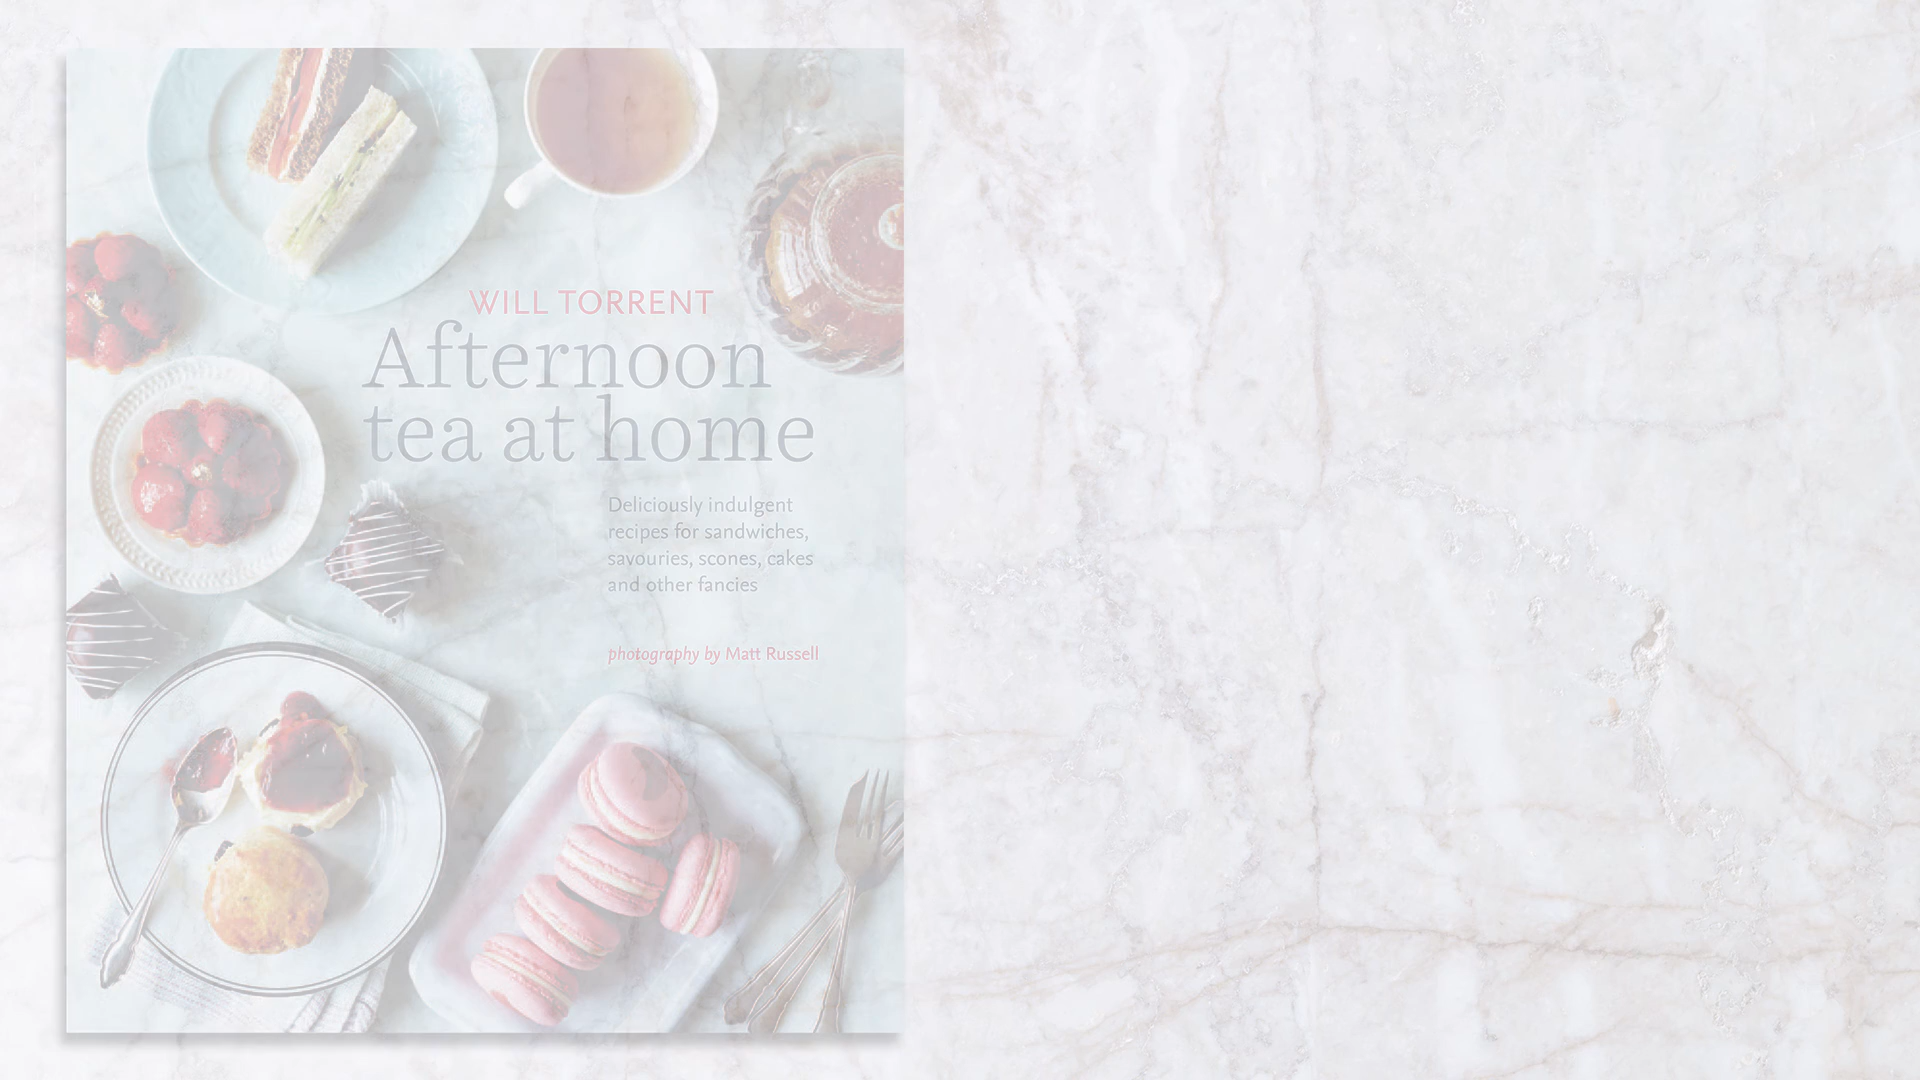 WILL TORRENT
Afternoon
tea at home
Deliciously indulgent
recipes for sandwiches,
savouries, scones, cakes
and other fancies
photography by Matt Russell